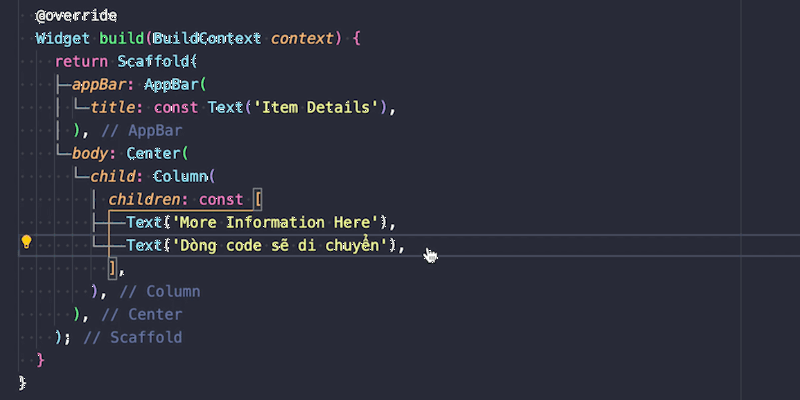 @override
Widget build(BuildContext context) {
return Scaffold(
appBar: AppBar(
title: const Text('Item Details'),
), // AppBar
body: Center(
child: Column(
children: const [
Text('More Information Here'),
Text('Dòng code sẽ di chuyển'),
],
), // Column
), // Center
); // Scaffold
}
}